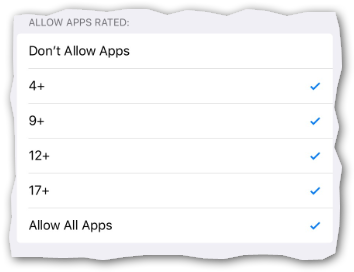 ALLOW APPS RATED:
Don't Allow Apps
4+
9+
12+
17+
Allow All Apps